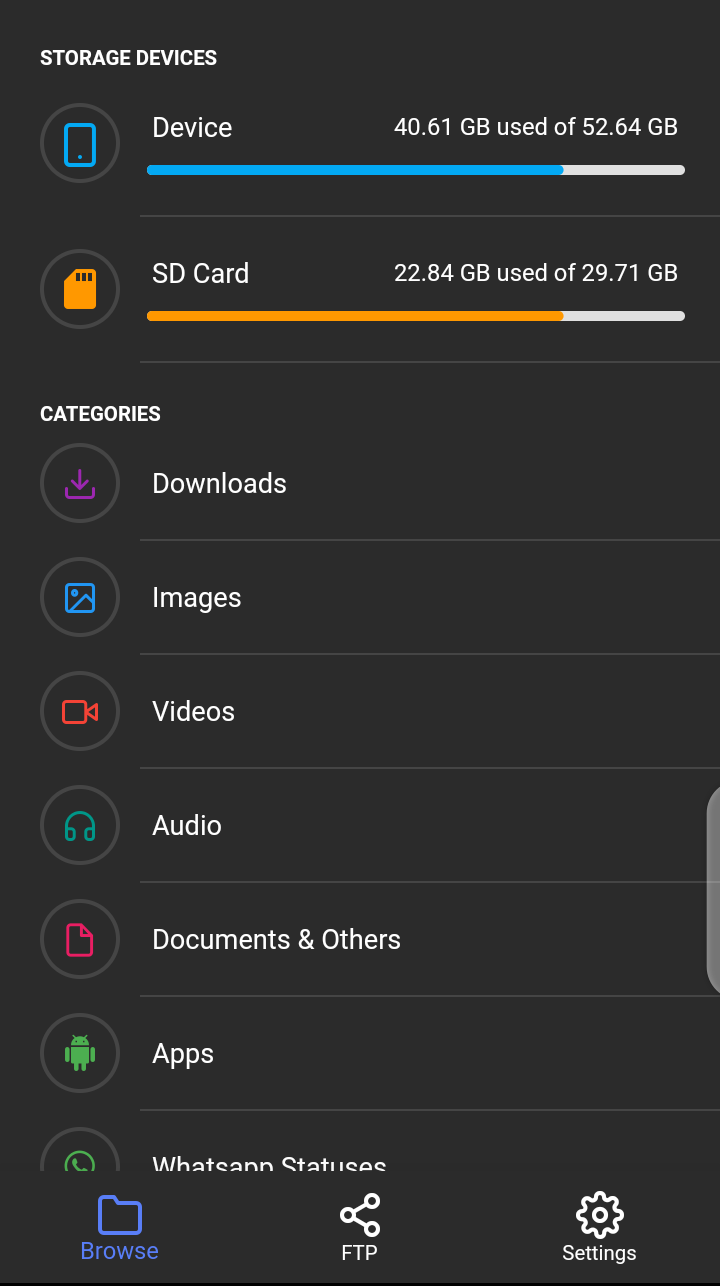 STORAGE DEVICES
Device 40.61 GB used of 52.64 GB
SD Card 22.84 GB used of 29.71 GB
CATEGORIES
Downloads
Images
Videos
Audio
Documents & Others
Apps
Whatsapp Statuses
Browse FTP Settings